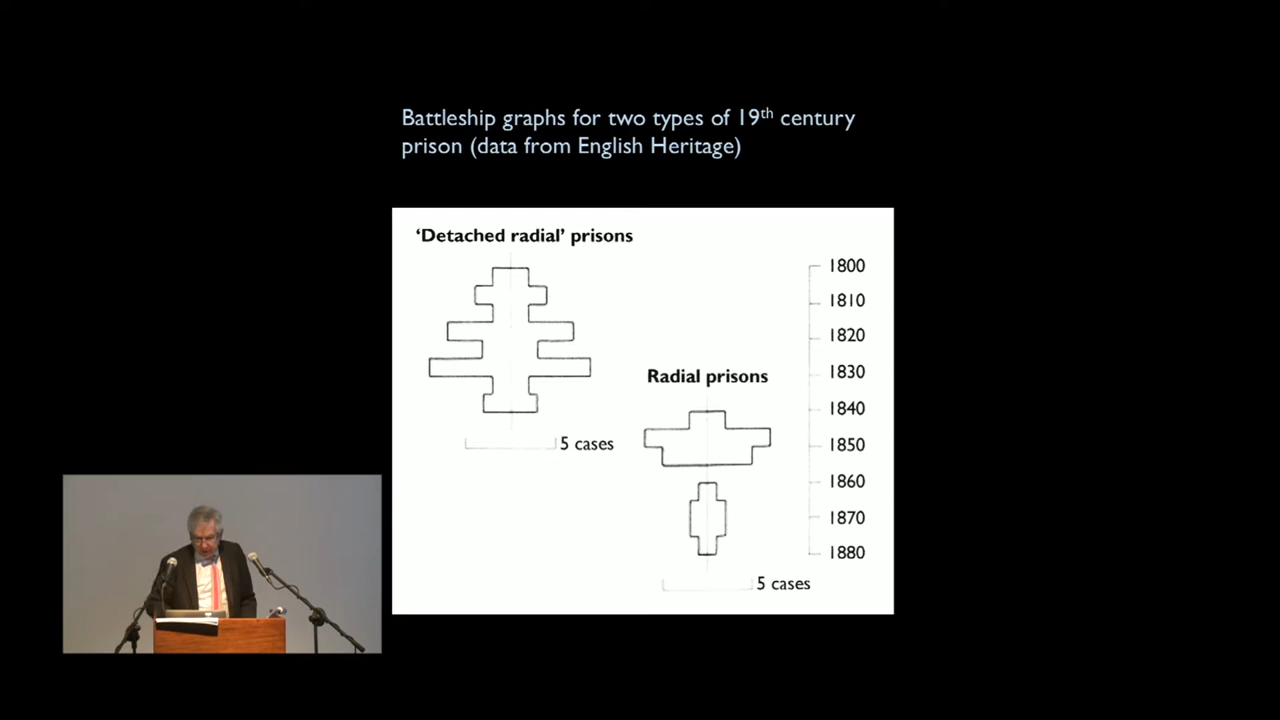 Battleship graphs for two types of 19th century
prison (data from English Heritage)
‘Detached radial’ prisons
1800
1810
1820
1830
Radial prisons
1840
5 cases
1850
1860
1870
1880
5 cases